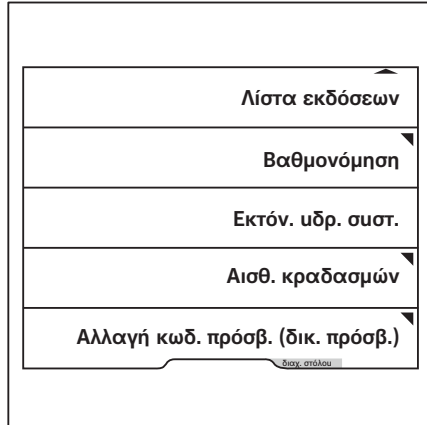 Λίστα εκδόσεων
Βαθμονόμηση
Εκτόν. υδρ. συστ.
Αισθ. κραδασμών
Αλλαγή κωδ. πρόσβ. (δικ. πρόσβ.)
διαχ. στόλου